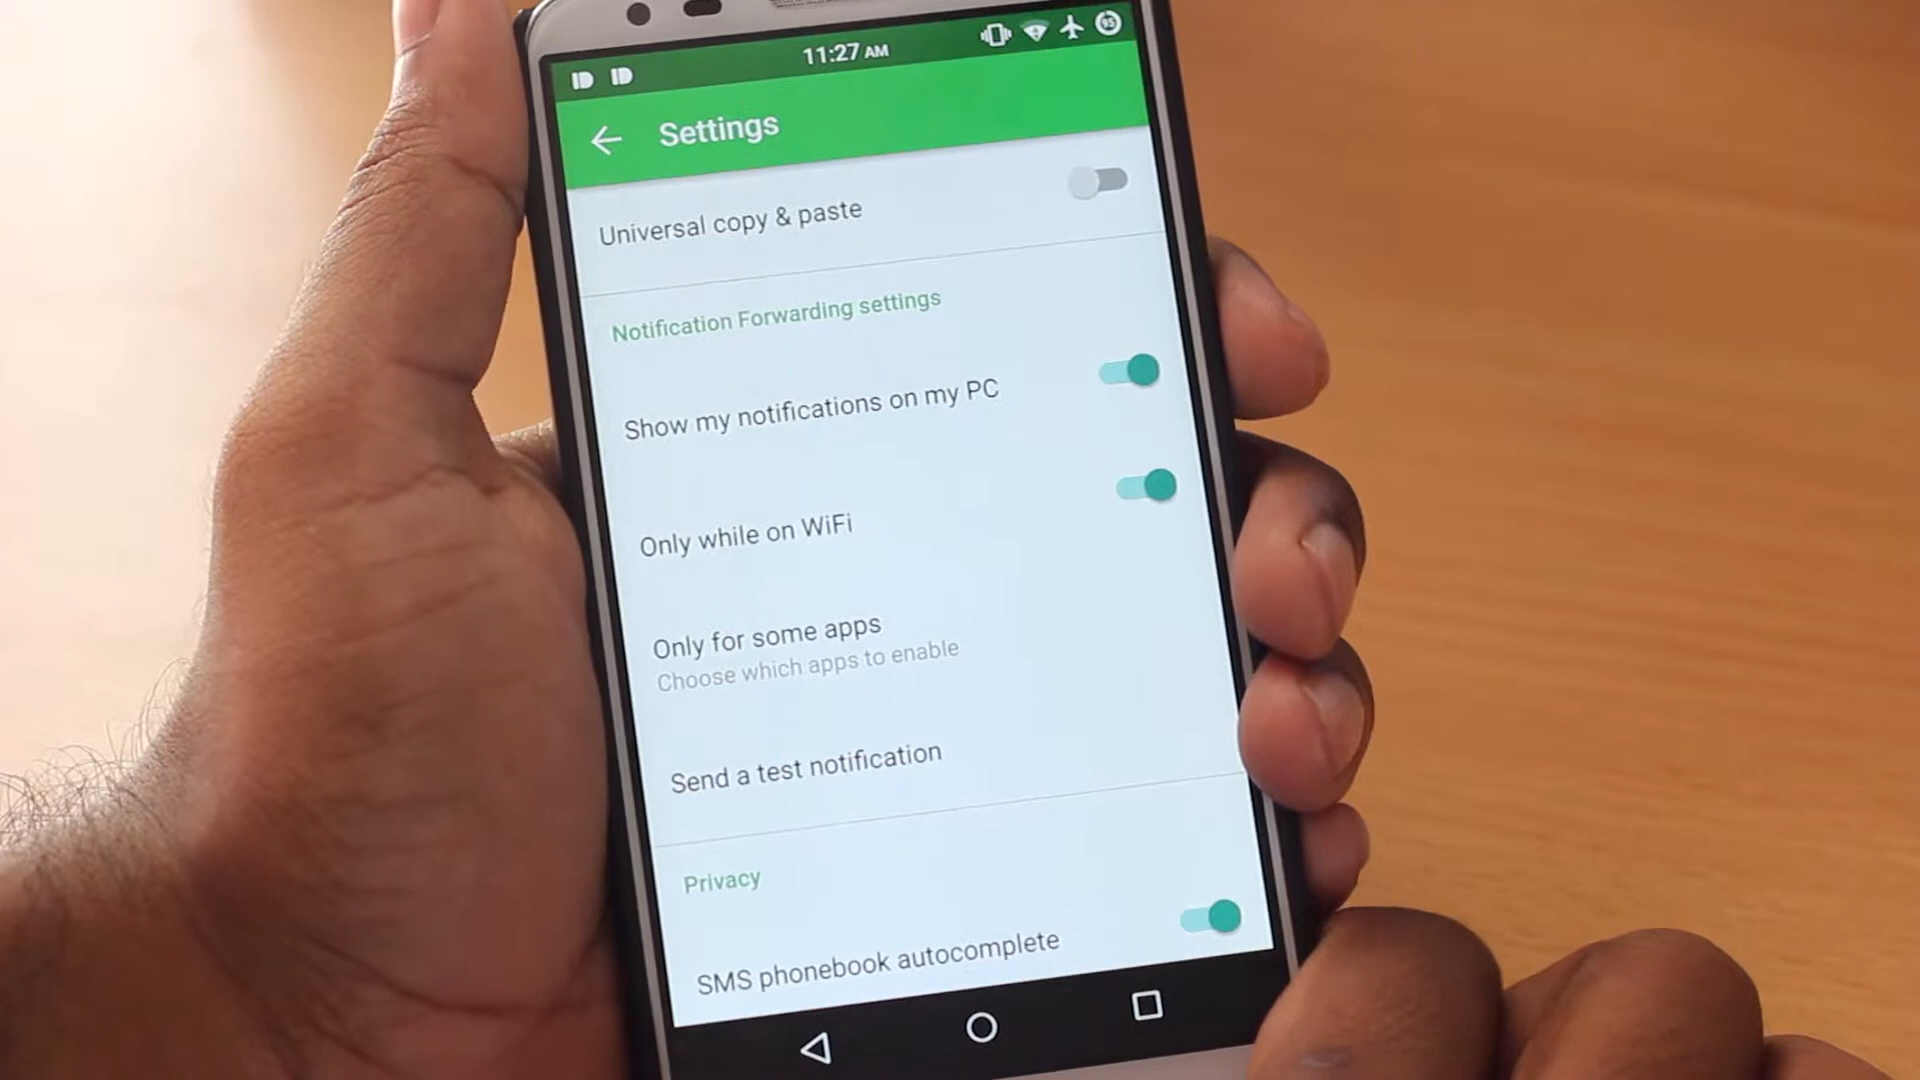 11:27 AM
95
Settings
Universal copy & paste
Notification Forwarding settings
Show my notifications on my PC
Only while on WiFi
Only for some apps
Choose which apps to enable
Send a test notification
Privacy
SMS phonebook autocomplete